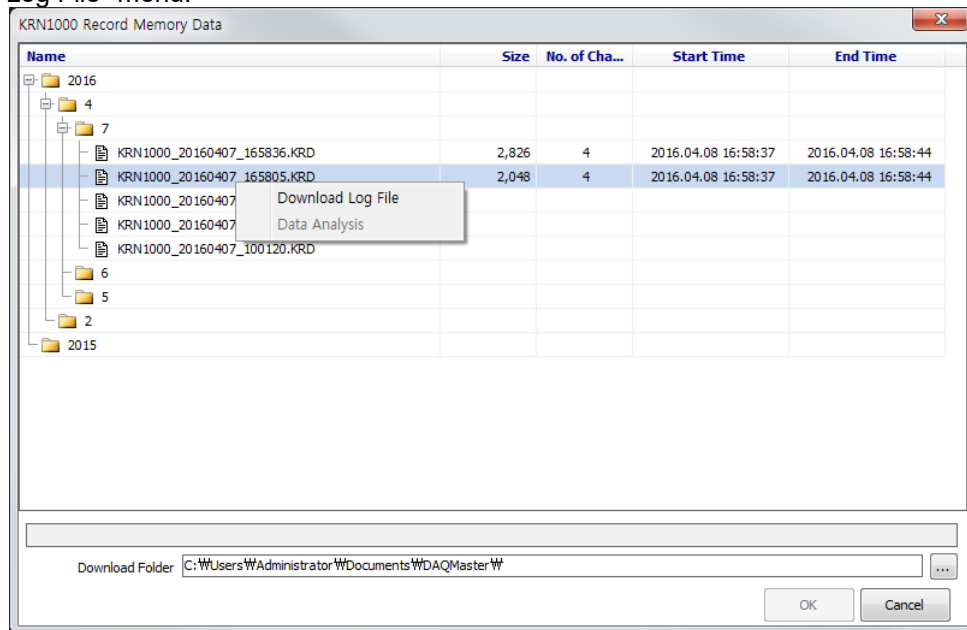 Log File" menu.
KRN1000 Record Memory Data
Name Size No. of Cha... Start Time End Time
2016
4
7
KRN1000_20160407_165836.KRD 2,826 4 2016.04.08 16:58:37 2016.04.08 16:58:44
KRN1000_20160407_165805.KRD 2,048 4 2016.04.08 16:58:37 2016.04.08 16:58:44
KRN1000_20160407 Download Log File
KRN1000_20160407 Data Analysis
KRN1000_20160407_100120.KRD
6
5
2
2015
Download Folder C:₩Users₩Administrator₩Documents₩DAQMaster₩ ...
OK Cancel